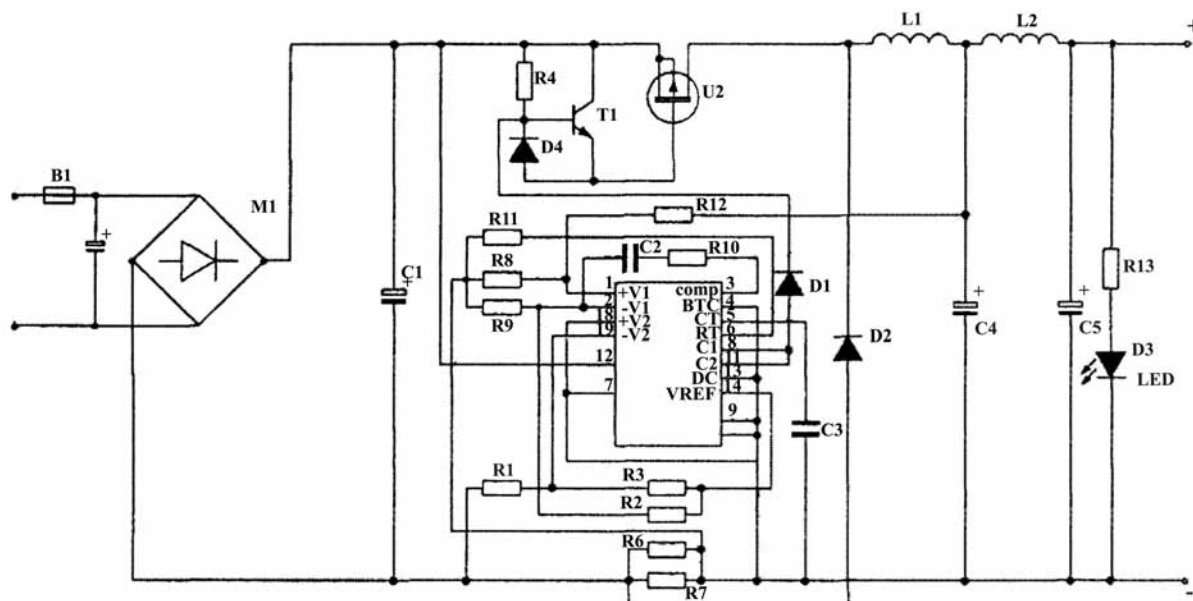 L1
L2
+
R4
U2
T1
D4
B1
M1
+
R12
R11
C2
R10
R8
C1
+
1
+V1
comp
3
D1
R13
2
-V1
BTC
4
R9
8
+V2
CT
5
+
C4
+
C5
9
-V2
RT
6
D2
C1
8
12
C2
11
D3
LED
DC
13
7
VREF
14
9
C3
R1
R3
R2
R6
R7
-